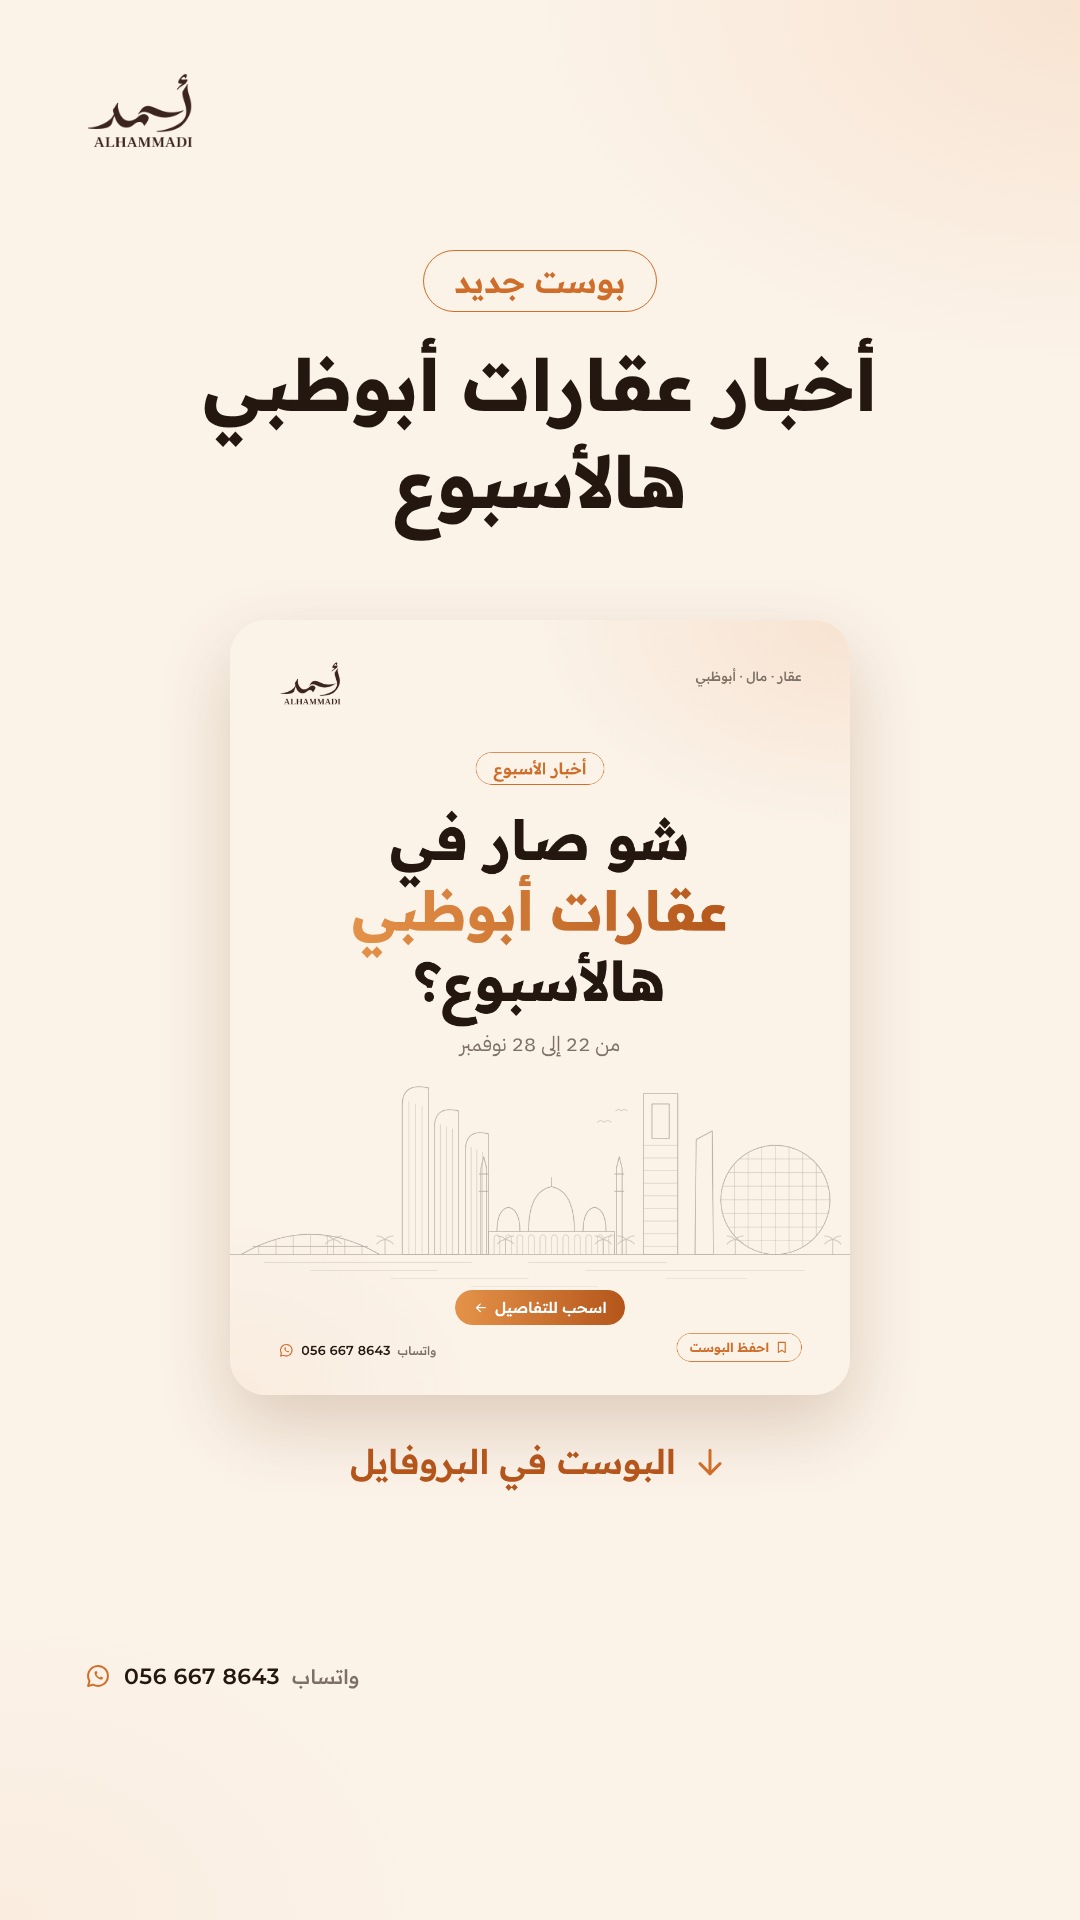 أحمد
ALHAMMADI
بوست جديد
أخبار عقارات أبوظبي
هالأسبوع
أحمد
ALHAMMADI
عقار · مال · أبوظبي
أخبار الأسبوع
شو صار في
عقارات أبوظبي
هالأسبوع؟
من 22 إلى 28 نوفمبر
اسحب للتفاصيل ←
احفظ البوست
واتساب 056 667 8643
↓ البوست في البروفايل
واتساب 056 667 8643